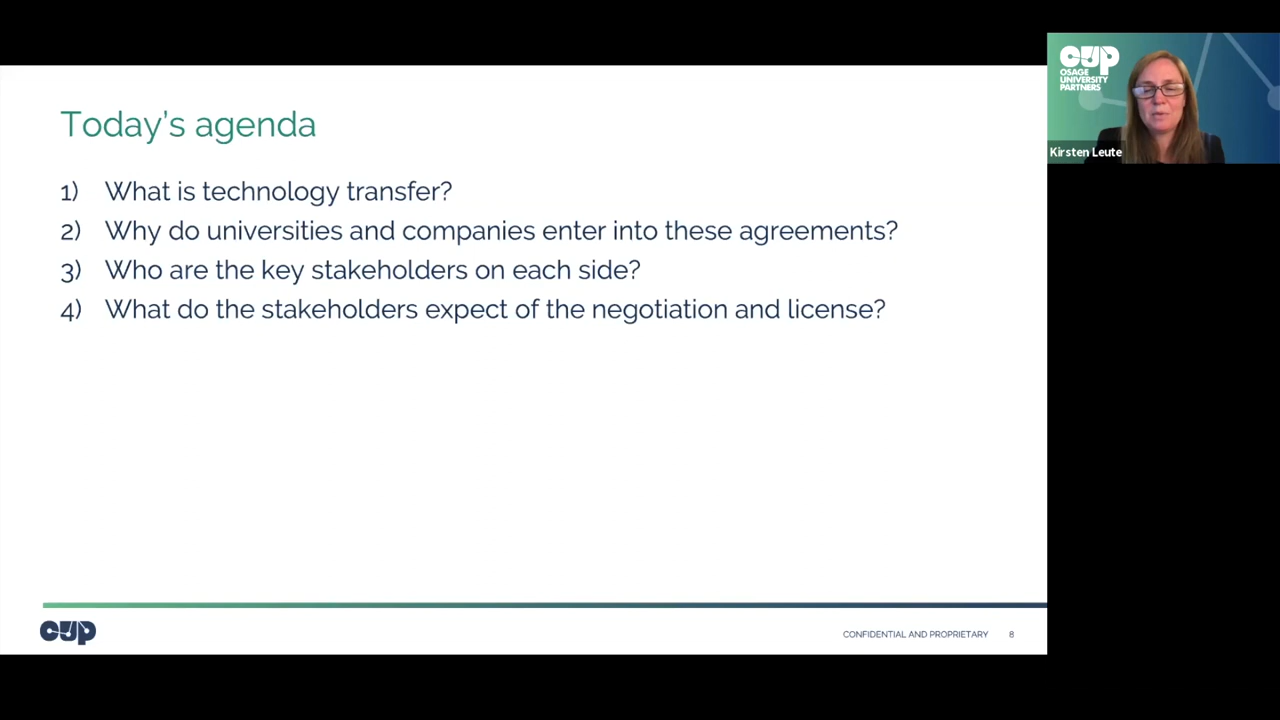 Today's agenda
1) What is technology transfer?
2) Why do universities and companies enter into these agreements?
3) Who are the key stakeholders on each side?
4) What do the stakeholders expect of the negotiation and license?
OUP
CONFIDENTIAL AND PROPRIETARY 8
OUP
OSAGE
UNIVERSITY
PARTNERS
Kirsten Leute